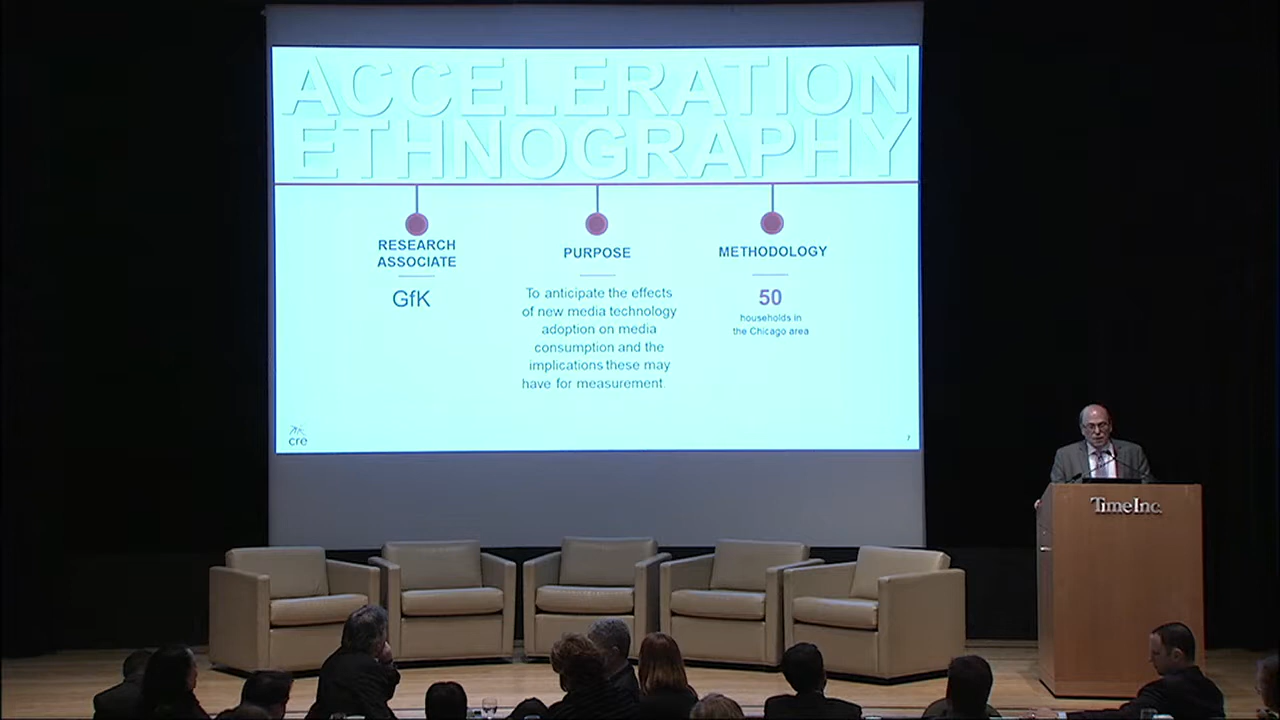 ACCELERATION
ETHNOGRAPHY
RESEARCH
ASSOCIATE
GfK
PURPOSE
To anticipate the effects
of new media technology
adoption on media
consumption and the
implications these may
have for measurement.
METHODOLOGY
50
households in
the Chicago area
cre
7
TimeInc.